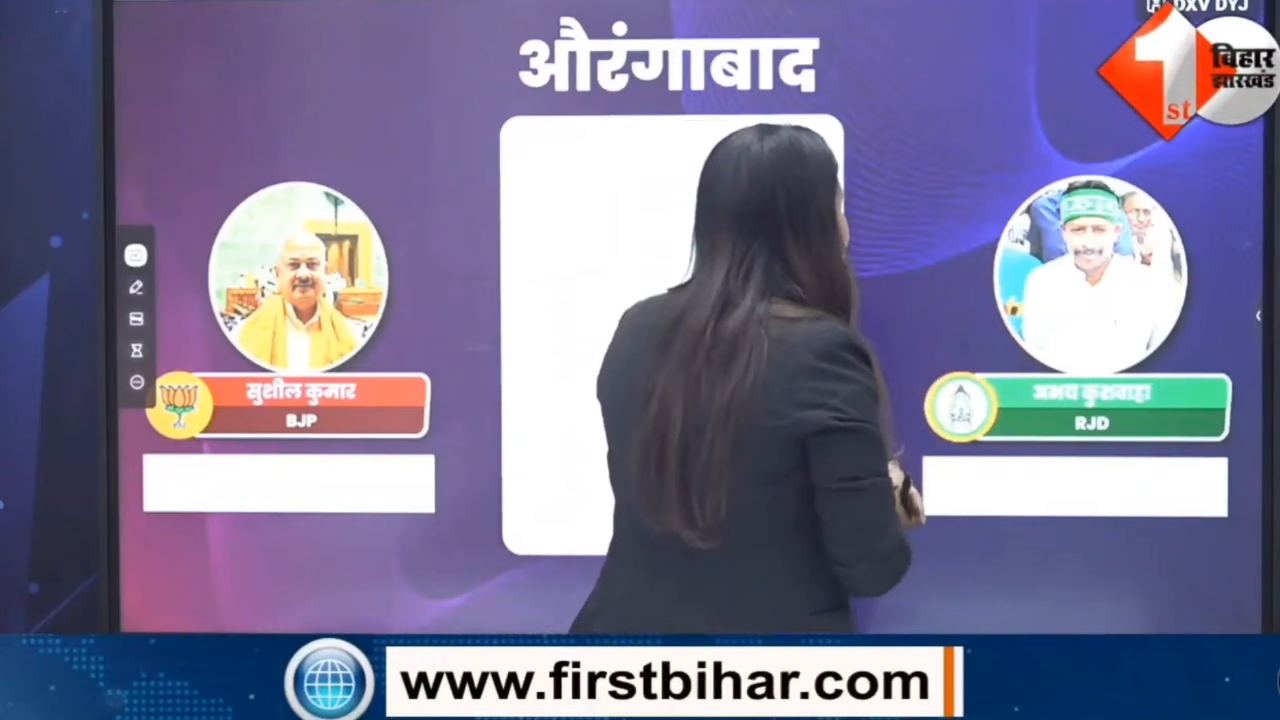 औरंगाबाद
1st
बिहार
झारखंड
सुशील कुमार
BJP
अभय कुशवाहा
RJD
www.firstbihar.com